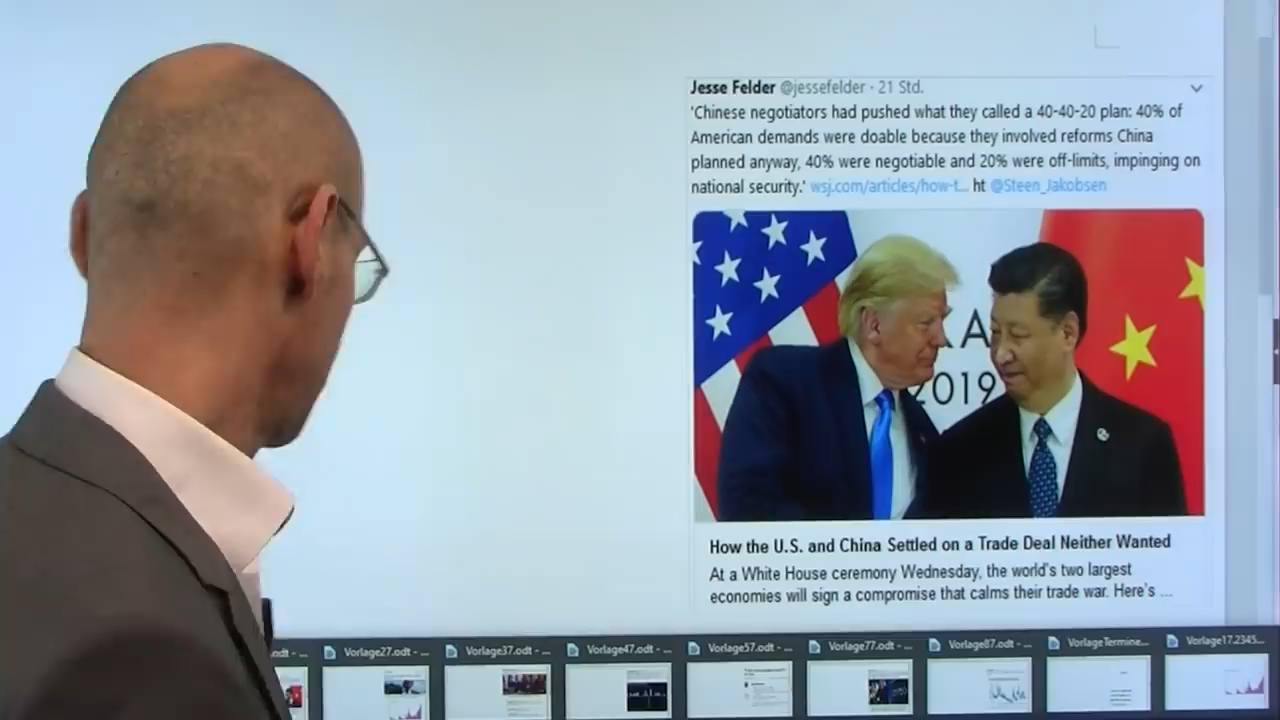 Jesse Felder @jessefelder · 21 Std.
'Chinese negotiators had pushed what they called a 40-40-20 plan: 40% of
American demands were doable because they involved reforms China
planned anyway, 40% were negotiable and 20% were off-limits, impinging on
national security.' wsj.com/articles/how-t... ht @Steen_Jakobsen
KA
2019
How the U.S. and China Settled on a Trade Deal Neither Wanted
At a White House ceremony Wednesday, the world's two largest
economies will sign a compromise that calms their trade war. Here's ...
.odt - ... Vorlage27.odt - ... Vorlage37.odt - ... Vorlage47.odt - ... Vorlage57.odt - ... Vorlage77.odt - ... Vorlage87.odt - ... VorlageTermine... Vorlage17.2345...